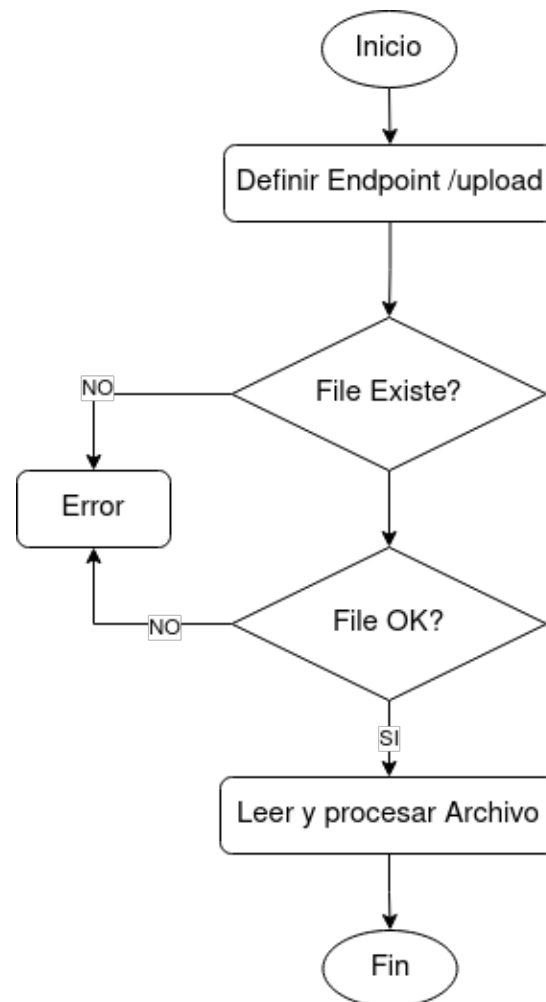 Inicio
Definir Endpoint /upload
File Existe?
NO
Error
File OK?
NO
SI
Leer y procesar Archivo
Fin